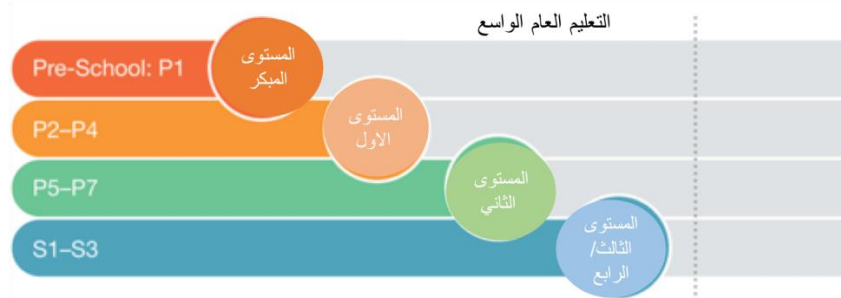 التعليم العام الواسع
Pre-School: P1
المستوى
المبكر
P2–P4
المستوى
الاول
P5–P7
المستوى
الثاني
S1–S3
المستوى
الثالث/
الرابع